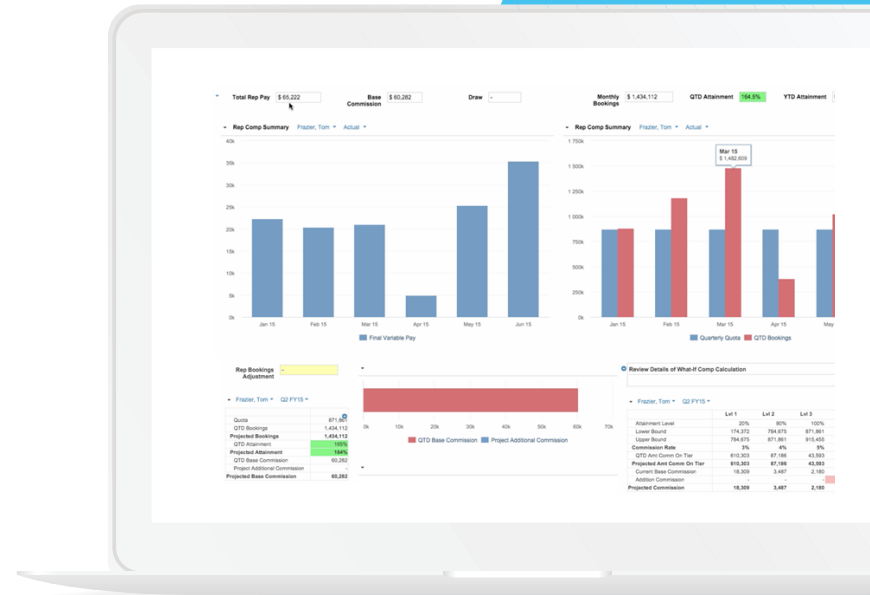 Total Rep Pay $ 65,222 Base Commission $ 60,282 Draw - Monthly Bookings $ 1,434,112 QTD Attainment 164.5% YTD Attainment
Rep Comp Summary Frazier, Tom Actual
40k
35k
30k
25k
20k
15k
10k
5k
0k
Jan 15 Feb 15 Mar 15 Apr 15 May 15 Jun 15
Final Variable Pay
Rep Comp Summary Frazier, Tom Actual
Mar 15
$ 1,482,609
1 750k
1 500k
1 250k
1 000k
750k
500k
250k
0k
Jan 15 Feb 15 Mar 15 Apr 15 May
Quarterly Quota QTD Bookings
Rep Bookings Adjustment -
Frazier, Tom Q2 FY15
Quota 871,861
QTD Bookings 1,434,112
Projected Bookings 1,434,112
QTD Attainment
Projected Attainment 164%
QTD Base Commission 60,282
Project Additional Commission -
Projected Base Commission 60,282
0k 10k 20k 30k 40k 50k 60k 70k
QTD Base Commission Project Additional Commission
Review Details of What-If Comp Calculation
Frazier, Tom Q2 FY15
Lvl 1 Lvl 2 Lvl 3
Attainment Level 20% 90% 100%
Lower Bound 174,372 784,675 871,861
Upper Bound 784,675 871,861 915,455
Commission Rate 3% 4% 5%
QTD Amt Comm On Tier 610,303 87,186 43,593
Projected Amt Comm On Tier 610,303 87,186 43,593
Current Base Commission 18,309 3,487 2,180
Addition Commission - - -
Projected Commission 18,309 3,487 2,180